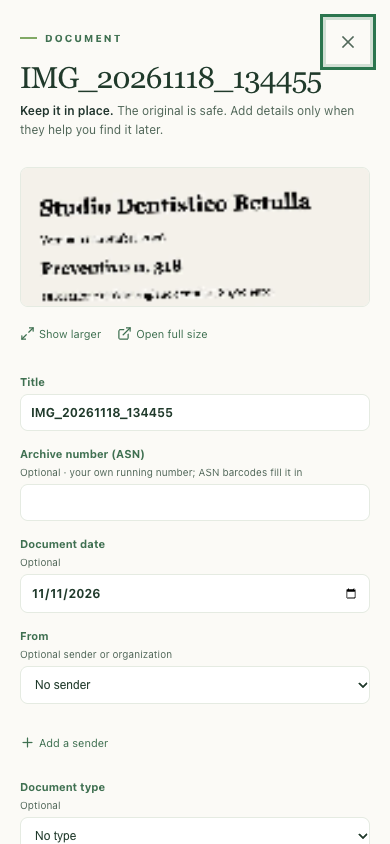 DOCUMENT
IMG_20261118_134455
Keep it in place. The original is safe. Add details only when
they help you find it later.
Studio Dentistico Betulla
Preventivo n. 318
Show larger
Open full size
Title
IMG_20261118_134455
Archive number (ASN)
Optional · your own running number; ASN barcodes fill it in
Document date
Optional
11/11/2026
From
Optional sender or organization
No sender
Add a sender
Document type
Optional
No type